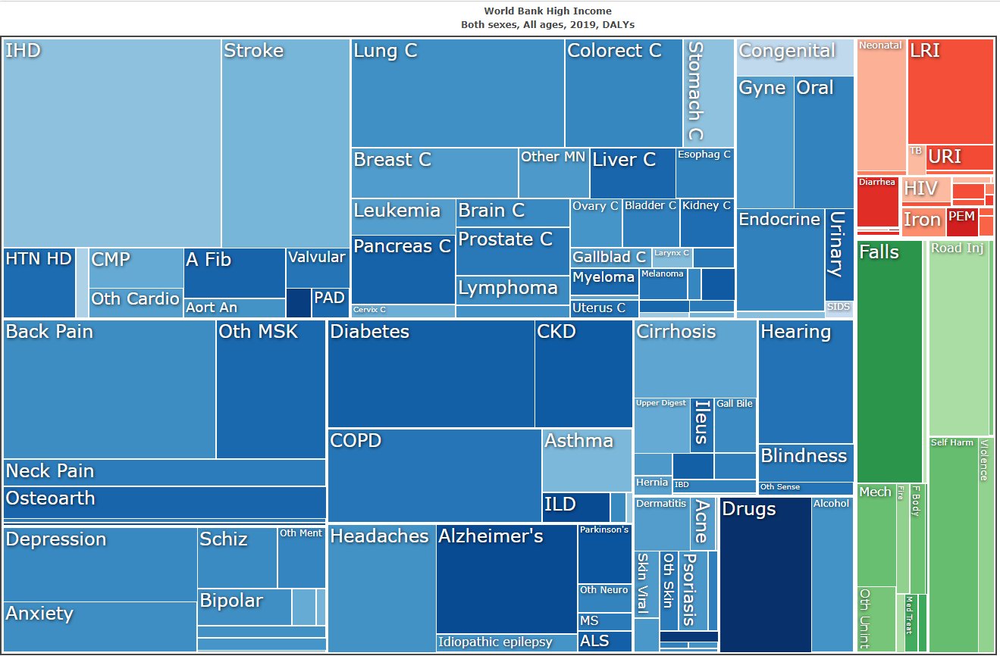 World Bank High Income
Both sexes, All ages, 2019, DALYs
IHD
Stroke
HTN HD
CMP
Oth Cardio
A Fib
Aort An
Valvular
PAD
Lung C
Colorect C
Stomach C
Breast C
Other MN
Liver C
Esophag C
Leukemia
Brain C
Ovary C
Bladder C
Kidney C
Pancreas C
Prostate C
Gallblad C
Larynx C
Lymphoma
Myeloma
Melanoma
Cervix C
Uterus C
Congenital
Gyne
Oral
Endocrine
Urinary
SIDS
Neonatal
LRI
TB
URI
Diarrhea
HIV
Iron
PEM
Back Pain
Oth MSK
Neck Pain
Osteoarth
Diabetes
CKD
COPD
Asthma
ILD
Cirrhosis
Upper Digest
Ileus
Gall Bile
Hernia
IBD
Hearing
Blindness
Oth Sense
Falls
Road Inj
Self Harm
Violence
Mech
Fire
F Body
Oth Unint
Med Treat
Depression
Anxiety
Schiz
Oth Ment
Bipolar
Headaches
Alzheimer's
Idiopathic epilepsy
Parkinson's
Oth Neuro
MS
ALS
Dermatitis
Acne
Skin Viral
Oth Skin
Psoriasis
Drugs
Alcohol